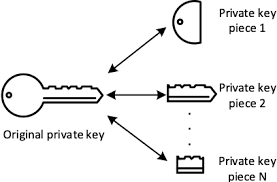 Private key
piece 1
Private key
piece 2
Original private key
Private key
piece N